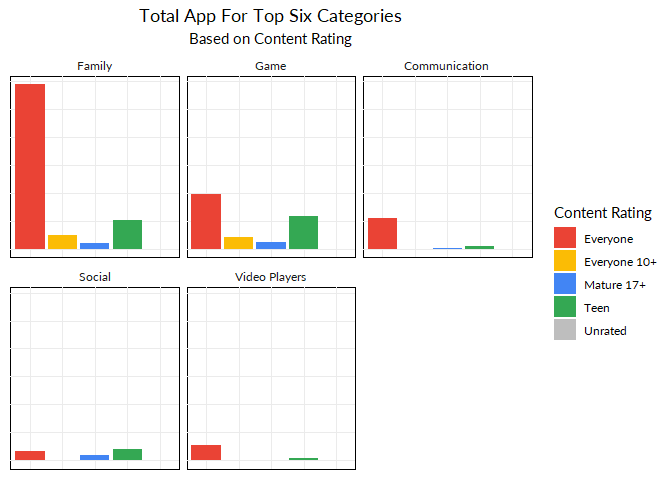 Total App For Top Six Categories
Based on Content Rating
Family
Game
Communication
Social
Video Players
Content Rating
Everyone
Everyone 10+
Mature 17+
Teen
Unrated